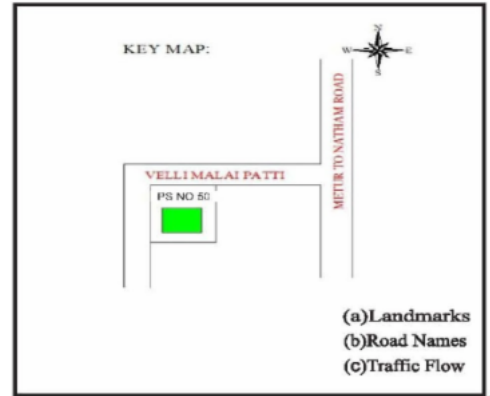 KEY MAP:
N
W E
S
METUR TO NATHAM ROAD
VELLI MALAI PATTI
PS NO 50
(a)Landmarks
(b)Road Names
(c)Traffic Flow